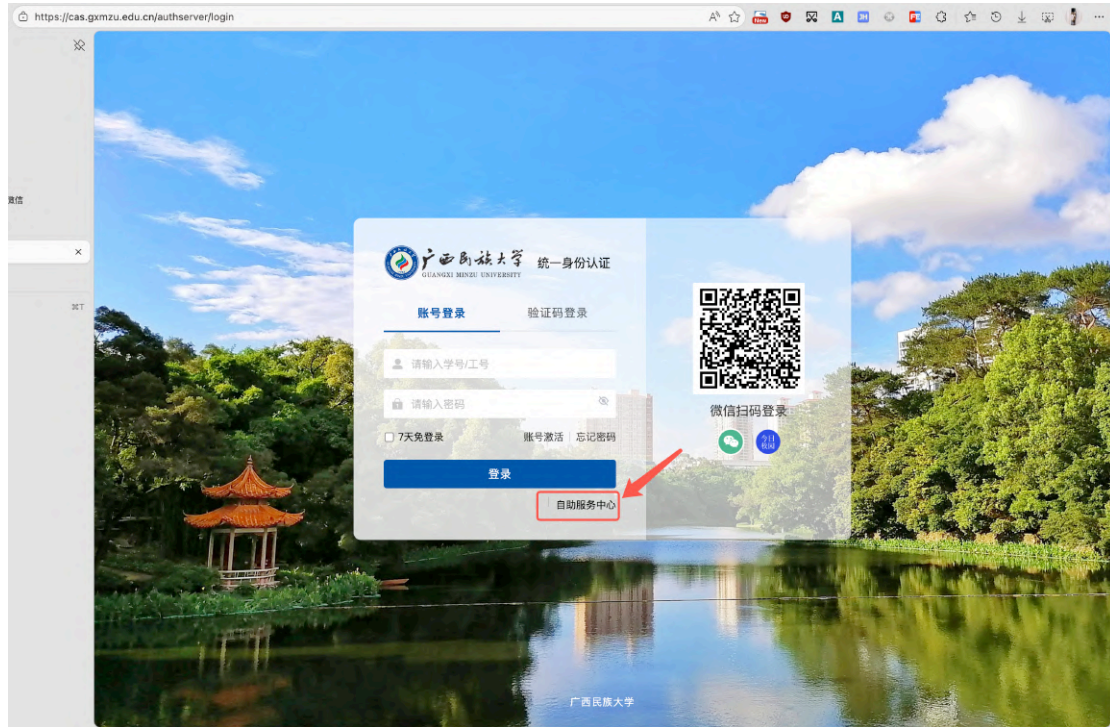 https://cas.gxmzu.edu.cn/authserver/login
微信
⌘T
广西民族大学 统一身份认证
GUANGXI MINZU UNIVERSITY
账号登录 验证码登录
请输入学号/工号
请输入密码
7天免登录 账号激活 忘记密码
登录
自助服务中心
微信扫码登录
今日校园
广西民族大学